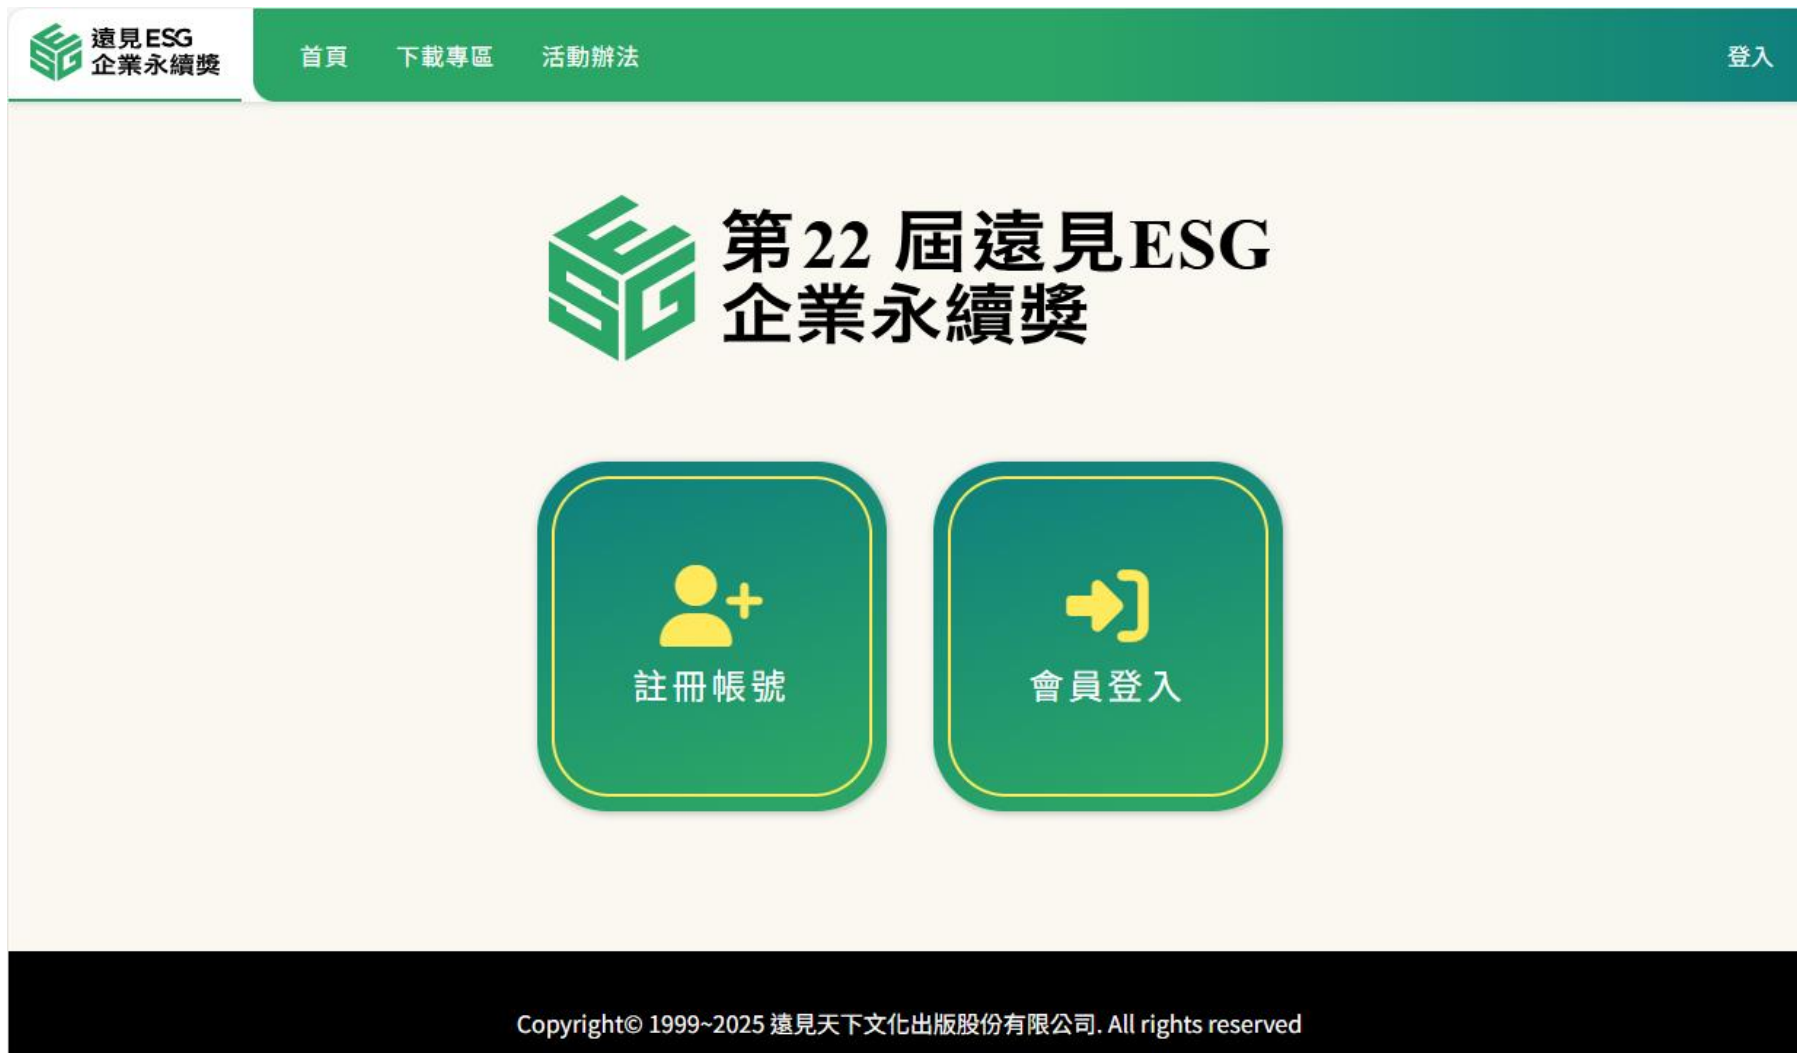 遠見ESG
企業永續獎
首頁 下載專區 活動辦法 登入
ESG
第22 屆遠見ESG
企業永續獎
註冊帳號 會員登入
Copyright© 1999~2025 遠見天下文化出版股份有限公司. All rights reserved